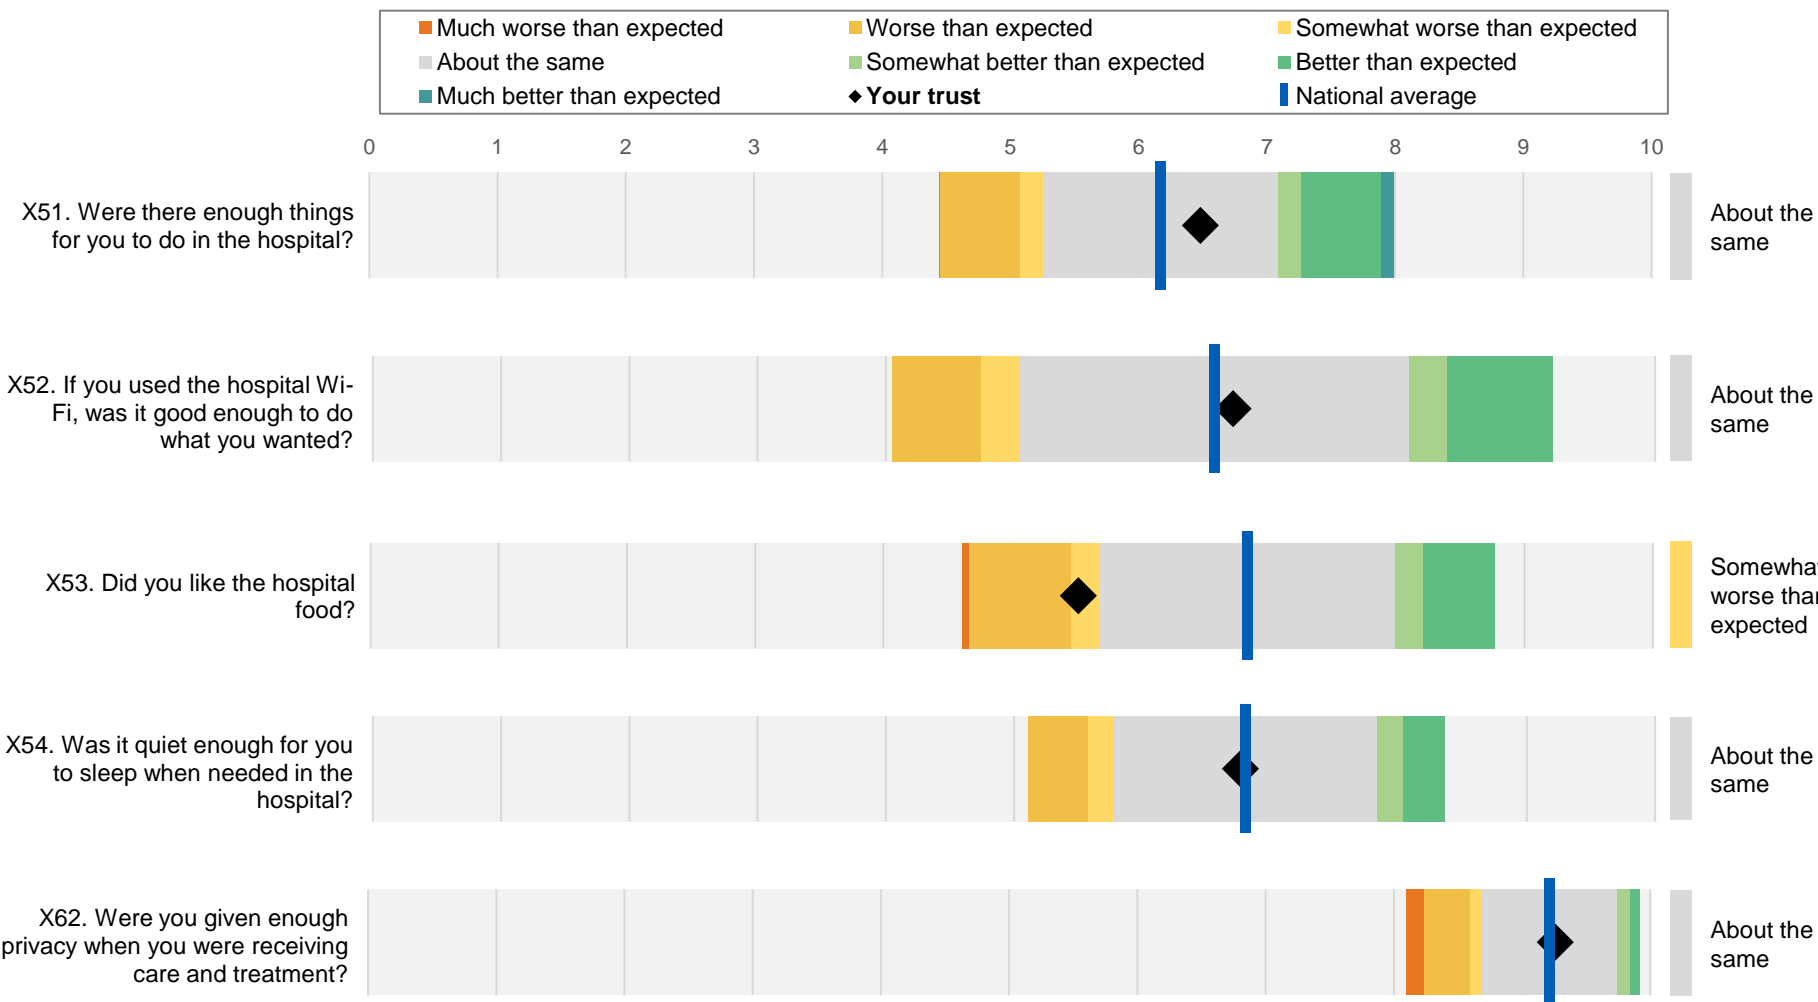 Much worse than expected
Worse than expected
Somewhat worse than expected
About the same
Somewhat better than expected
Better than expected
Much better than expected
Your trust
National average
0 1 2 3 4 5 6 7 8 9 10
X51. Were there enough things
for you to do in the hospital?
About the
same
X52. If you used the hospital Wi-
Fi, was it good enough to do
what you wanted?
About the
same
X53. Did you like the hospital
food?
Somewhat
worse than
expected
X54. Was it quiet enough for you
to sleep when needed in the
hospital?
About the
same
X62. Were you given enough
privacy when you were receiving
care and treatment?
About the
same